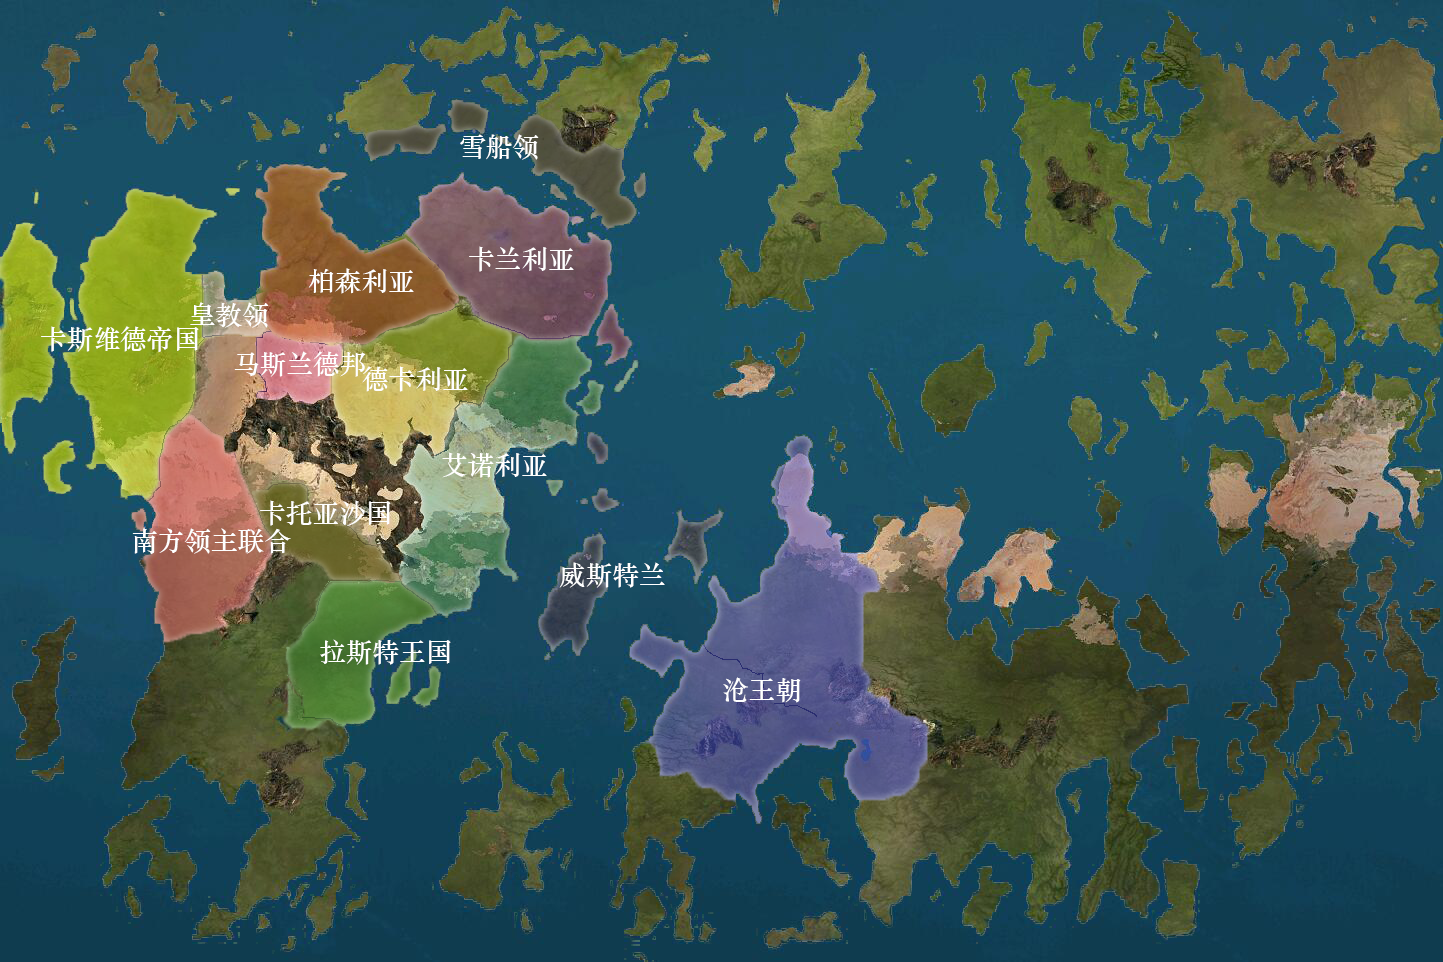 雪船领
卡兰利亚
柏森利亚
皇教领
卡斯维德帝国
马斯兰德邦
德卡利亚
艾诺利亚
卡托亚沙国
南方领主联合
威斯特兰
拉斯特王国
沧王朝